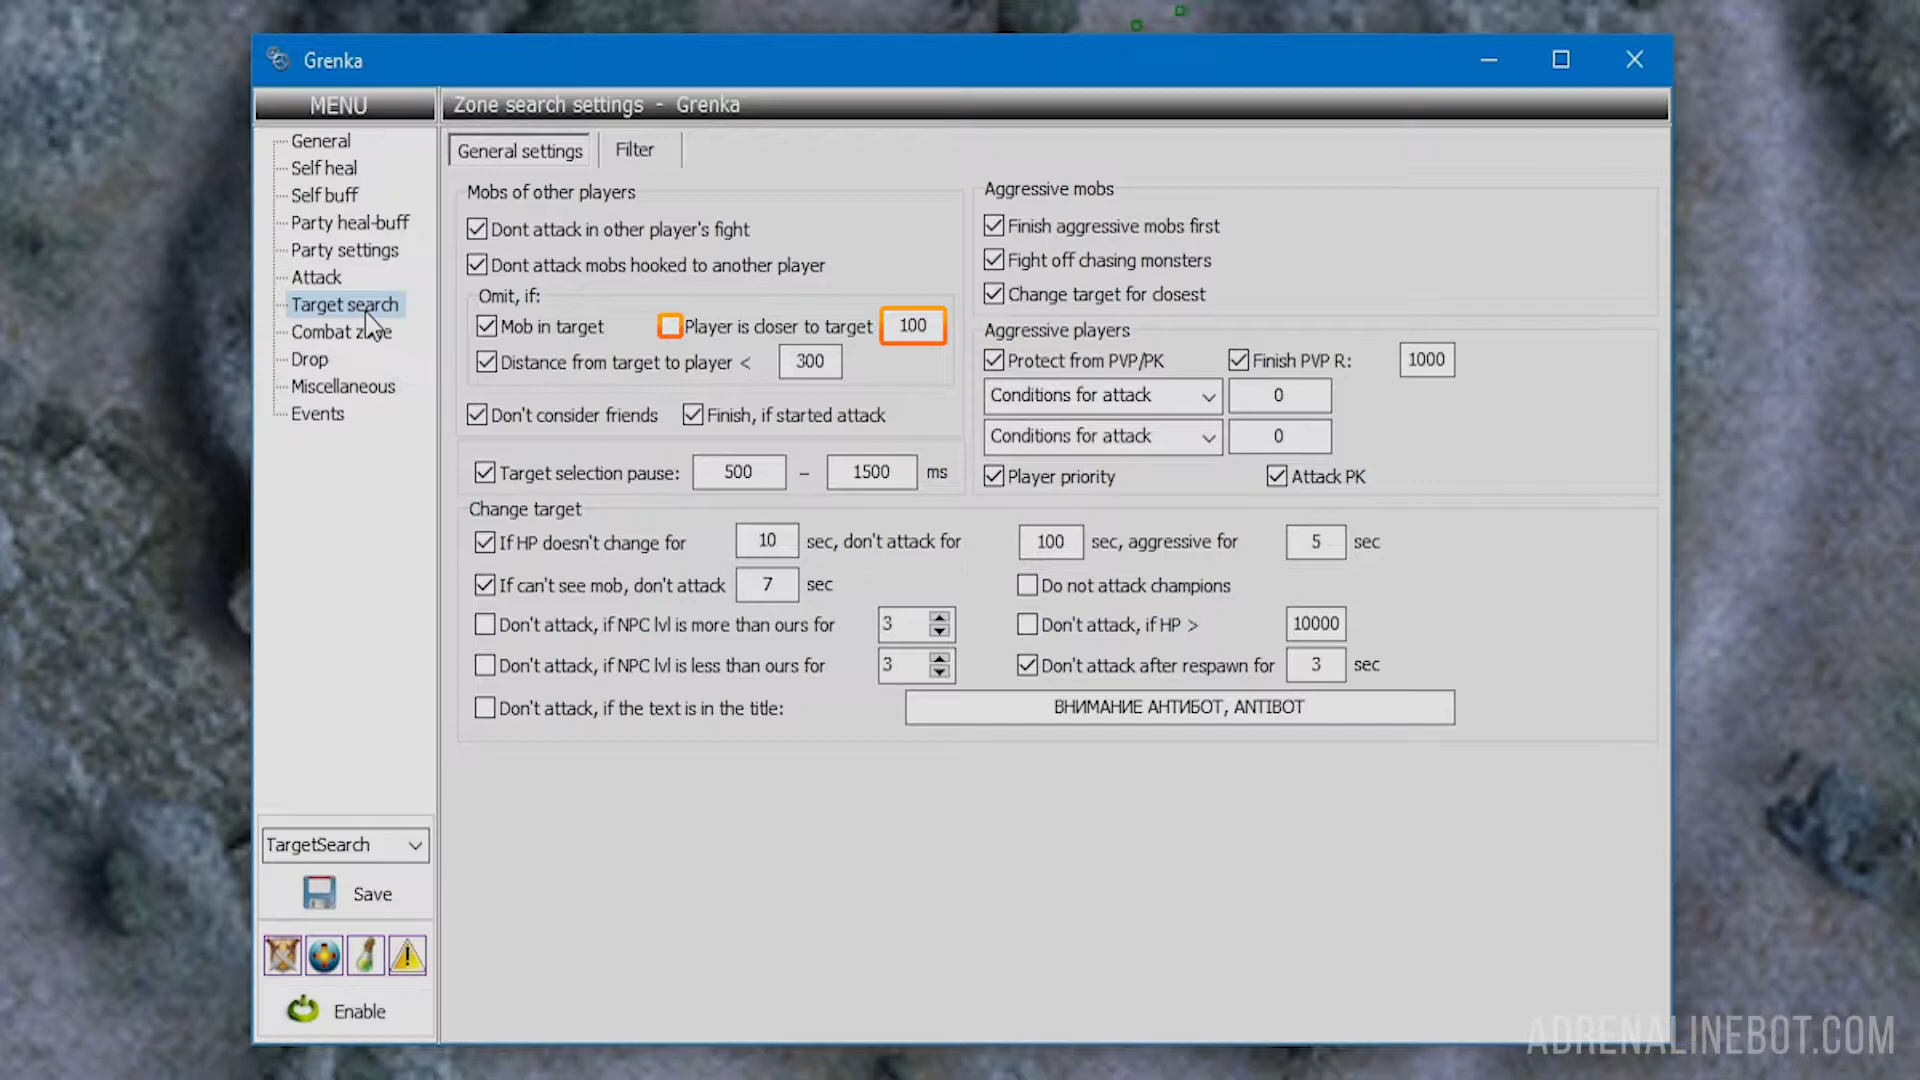 Grenka
MENU
Zone search settings - Grenka
General
Self heal
Self buff
Party heal-buff
Party settings
Attack
Target search
Combat zone
Drop
Miscellaneous
Events
General settings
Filter
Mobs of other players
Dont attack in other player's fight
Dont attack mobs hooked to another player
Omit, if:
Mob in target Player is closer to target 100
Distance from target to player < 300
Don't consider friends Finish, if started attack
Target selection pause: 500 - 1500 ms
Aggressive mobs
Finish aggressive mobs first
Fight off chasing monsters
Change target for closest
Aggressive players
Protect from PVP/PK Finish PVP R: 1000
Conditions for attack 0
Conditions for attack 0
Player priority Attack PK
Change target
If HP doesn't change for 10 sec, don't attack for 100 sec, aggressive for 5 sec
If can't see mob, don't attack 7 sec Do not attack champions
Don't attack, if NPC lvl is more than ours for 3 Don't attack, if HP > 10000
Don't attack, if NPC lvl is less than ours for 3 Don't attack after respawn for 3 sec
Don't attack, if the text is in the title: ВНИМАНИЕ АНТИБОТ, ANTIBOT
TargetSearch
Save
Enable
ADRENALINEBOT.COM